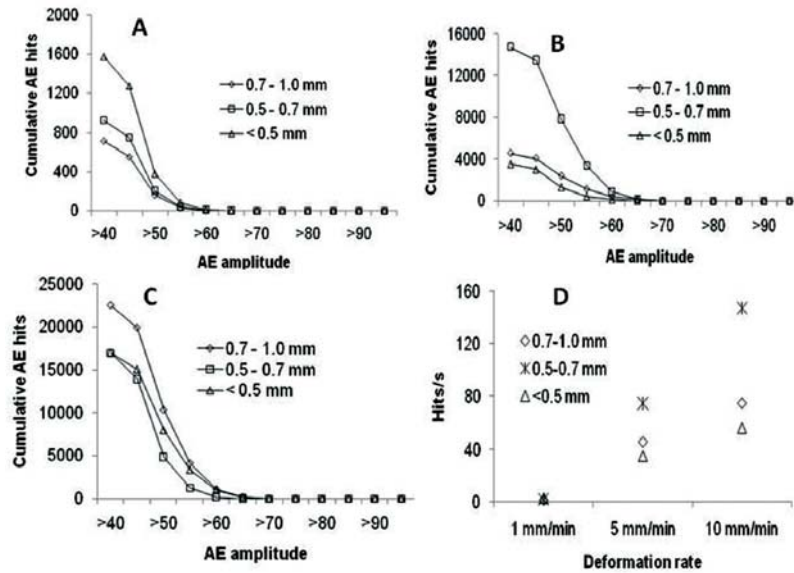 A
Cumulative AE hits
2000
1600
1200
800
400
0
0.7 - 1.0 mm
0.5 - 0.7 mm
< 0.5 mm
>40 >50 >60 >70 >80 >90
AE amplitude
B
Cumulative AE hits
16000
12000
8000
4000
0
0.7 - 1.0 mm
0.5 - 0.7 mm
< 0.5 mm
>40 >50 >60 >70 >80 >90
AE amplitude
C
Cumulative AE hits
25000
20000
15000
10000
5000
0
0.7 - 1.0 mm
0.5 - 0.7 mm
< 0.5 mm
>40 >50 >60 >70 >80 >90
AE amplitude
D
Hits/s
160
120
80
40
0
0.7-1.0 mm
0.5-0.7 mm
<0.5 mm
1 mm/min 5 mm/min 10 mm/min
Deformation rate